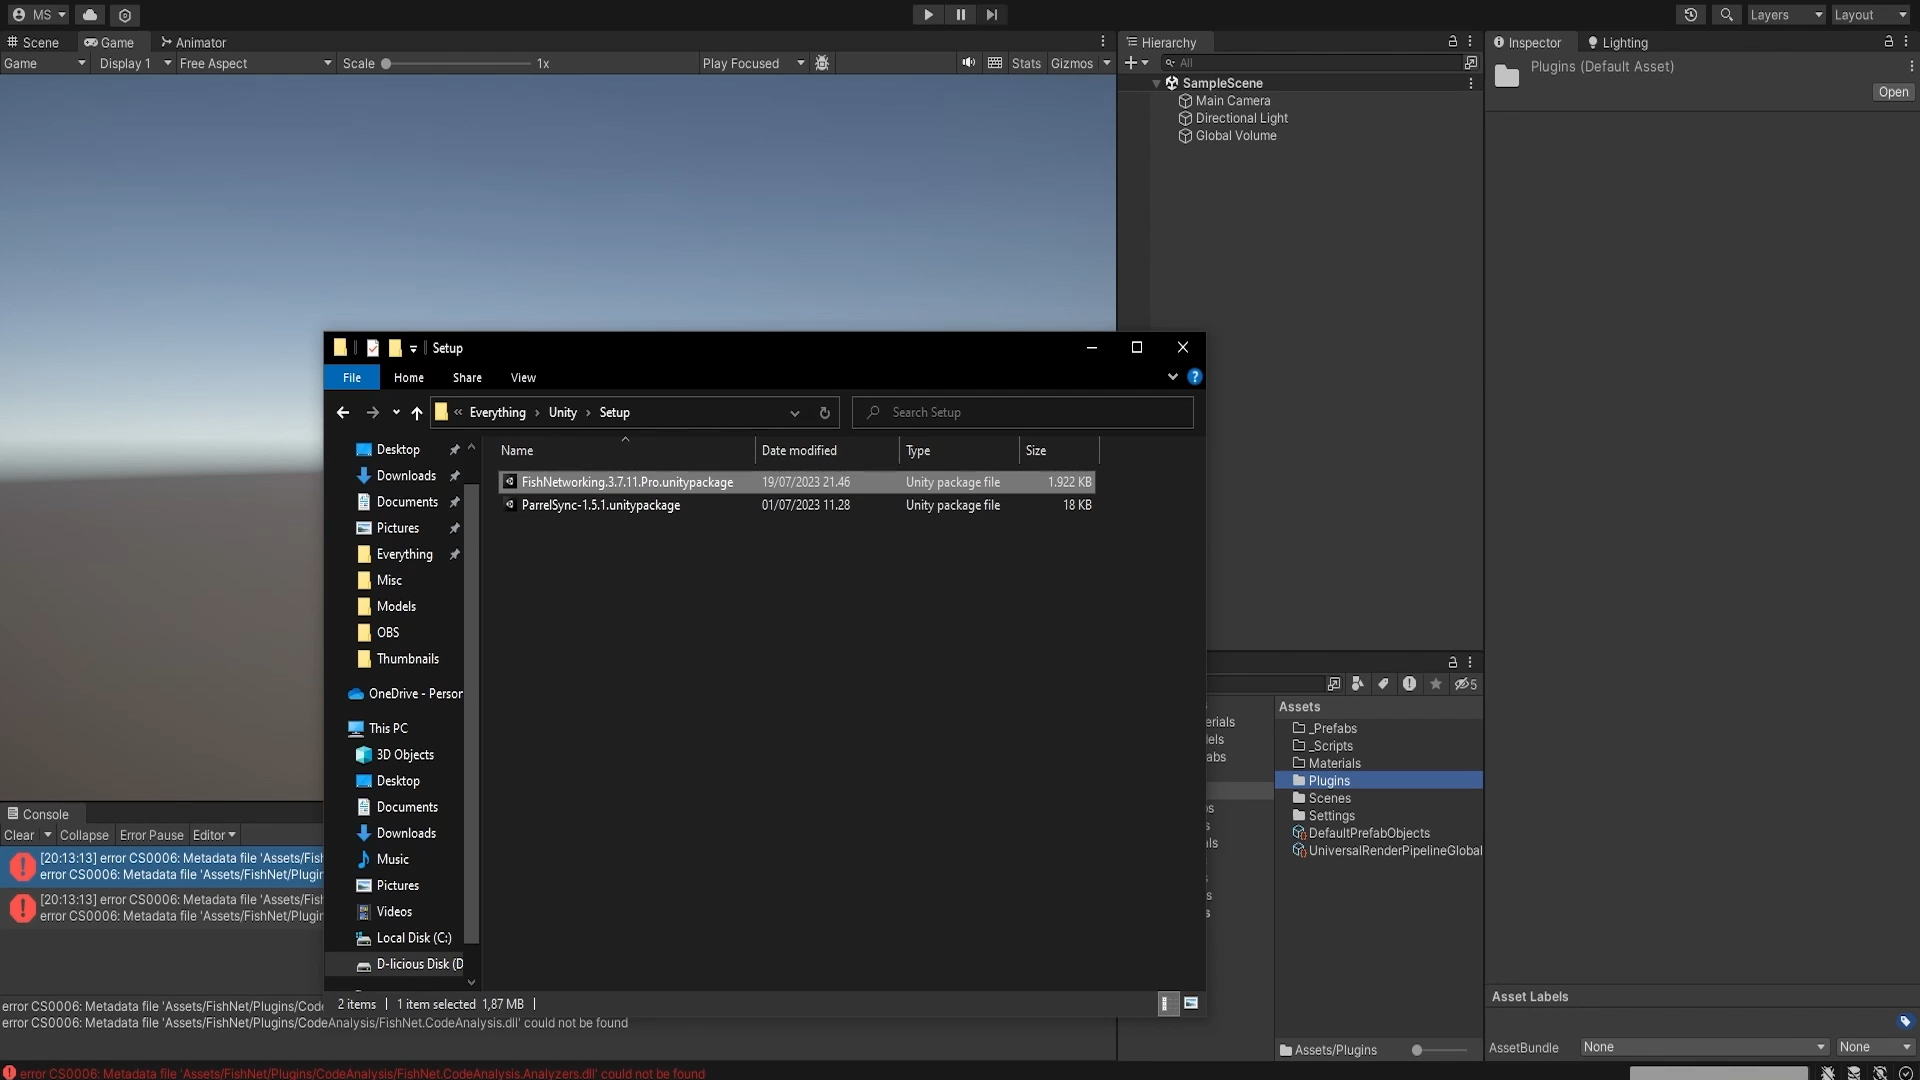 MS
Layers
Layout
Scene
Game
Animator
Hierarchy
Inspector
Lighting
Game
Display 1
Free Aspect
Scale
1x
Play Focused
Stats
Gizmos
All
Plugins (Default Asset)
Open
SampleScene
Main Camera
Directional Light
Global Volume
Setup
File
Home
Share
View
Everything
Unity
Setup
Search Setup
Name
Date modified
Type
Size
FishNetworking.3.7.11.Pro.unitypackage
19/07/2023 21.46
Unity package file
1.922 KB
ParrelSync-1.5.1.unitypackage
01/07/2023 11.28
Unity package file
18 KB
Desktop
Downloads
Documents
Pictures
Everything
Misc
Models
OBS
Thumbnails
OneDrive - Person
This PC
3D Objects
Desktop
Documents
Downloads
Music
Pictures
Videos
Local Disk (C:)
D-licious Disk (D
2 items
1 item selected 1,87 MB
5
erials
lels
abs
Assets
_Prefabs
_Scripts
Materials
Plugins
Scenes
Settings
DefaultPrefabObjects
UniversalRenderPipelineGlobal
Assets/Plugins
Console
Clear
Collapse
Error Pause
Editor
[20:13:13] error CS0006: Metadata file 'Assets/Fish
error CS0006: Metadata file 'Assets/FishNet/Plugin
[20:13:13] error CS0006: Metadata file 'Assets/Fish
error CS0006: Metadata file 'Assets/FishNet/Plugin
error CS0006: Metadata file 'Assets/FishNet/Plugins/Code
error CS0006: Metadata file 'Assets/FishNet/Plugins/CodeAnalysis/FishNet.CodeAnalysis.dll' could not be found
error CS0006: Metadata file 'Assets/FishNet/Plugins/CodeAnalysis/FishNet.CodeAnalysis.Analyzers.dll' could not be found
Asset Labels
AssetBundle
None
None